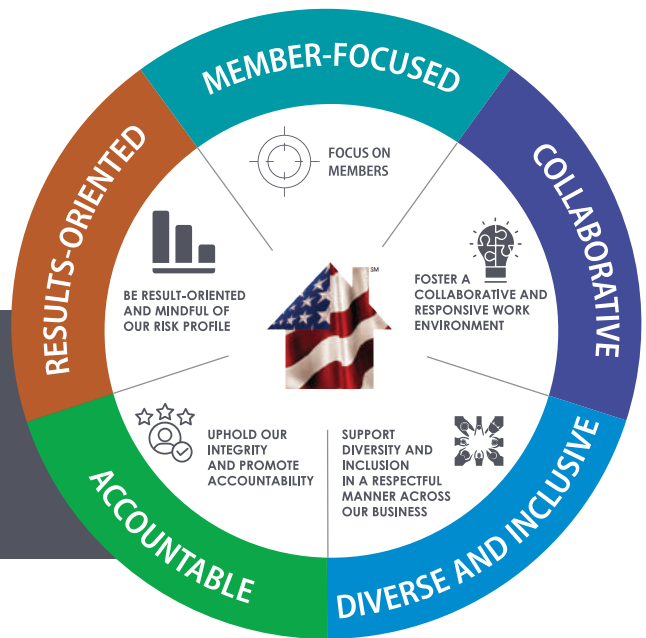 MEMBER-FOCUSED
FOCUS ON
MEMBERS
COLLABORATIVE
FOSTER A
COLLABORATIVE AND
RESPONSIVE WORK
ENVIRONMENT
DIVERSE AND INCLUSIVE
SUPPORT
DIVERSITY AND
INCLUSION
IN A RESPECTFUL
MANNER ACROSS
OUR BUSINESS
ACCOUNTABLE
UPHOLD OUR
INTEGRITY
AND PROMOTE
ACCOUNTABILITY
RESULTS-ORIENTED
BE RESULT-ORIENTED
AND MINDFUL OF
OUR RISK PROFILE
SM